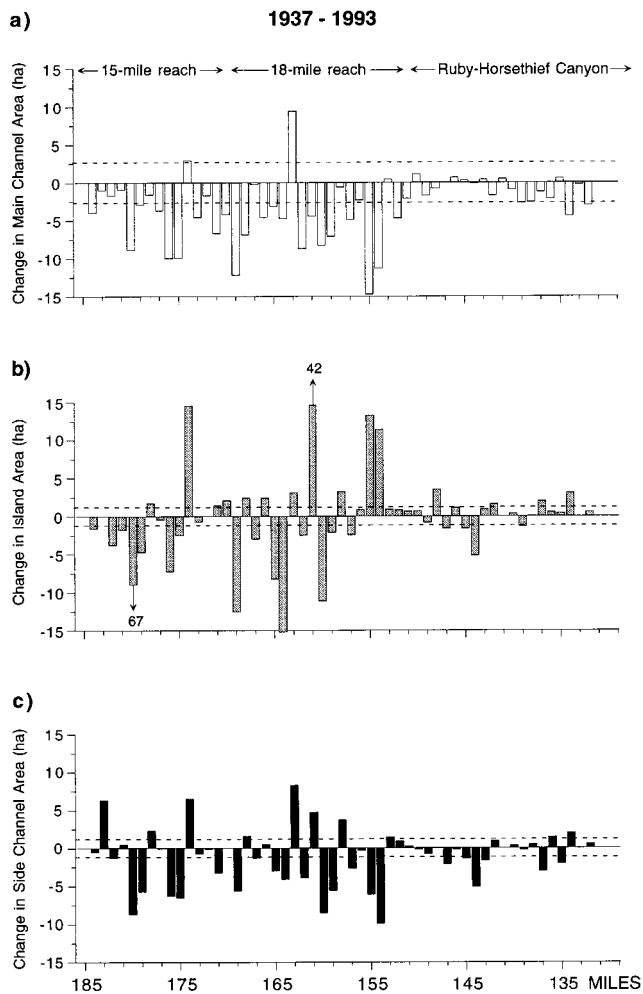 1937 - 1993
a)
15-mile reach
18-mile reach
Ruby-Horsethief Canyon
Change in Main Channel Area (ha)
15
10
5
0
-5
-10
-15
b)
42
Change in Island Area (ha)
15
10
5
0
-5
-10
-15
67
c)
Change in Side Channel Area (ha)
15
10
5
0
-5
-10
-15
185 175 165 155 145 135 MILES